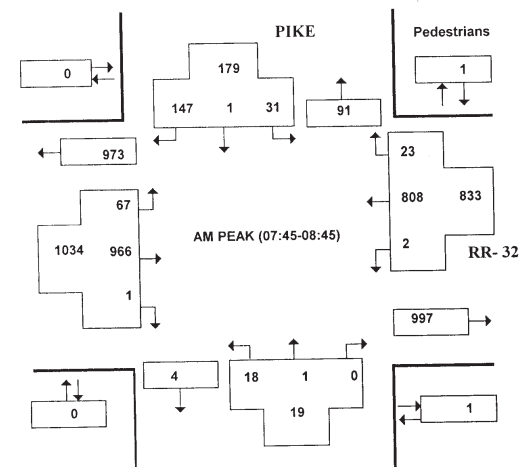 PIKE
Pedestrians
0
179
1
147 1 31
91
973
23
67
808 833
1034 966
AM PEAK (07:45-08:45)
2
RR- 32
1
997
4
18 1 0
0
19
1